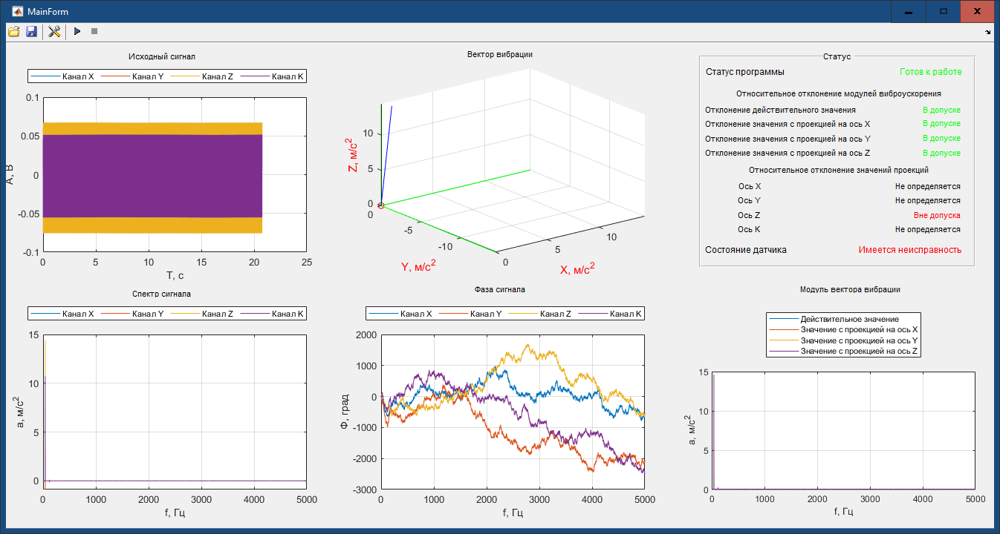 MainForm
Исходный сигнал
Канал X Канал Y Канал Z Канал K
0.1
0.05
0
-0.05
-0.1
А, В
0 5 10 15 20 25
Т, с
Вектор вибрации
10
5
0
Z, м/с2
0
-5
-10
Y, м/с2
0
5
10
X, м/с2
Статус
Статус программы Готов к работе
Относительное отклонение модулей виброускорения
Отклонение действительного значения В допуске
Отклонение значения с проекцией на ось X В допуске
Отклонение значения с проекцией на ось Y В допуске
Отклонение значения с проекцией на ось Z В допуске
Относительное отклонение значений проекций
Ось X Не определяется
Ось Y Не определяется
Ось Z Вне допуска
Ось K Не определяется
Состояние датчика Имеется неисправность
Спектр сигнала
Канал X Канал Y Канал Z Канал K
15
10
5
0
а, м/с2
0 1000 2000 3000 4000 5000
f, Гц
Фаза сигнала
Канал X Канал Y Канал Z Канал K
2000
1000
0
-1000
-2000
-3000
Ф, град
0 1000 2000 3000 4000 5000
f, Гц
Модуль вектора вибрации
Действительное значение
Значение с проекцией на ось X
Значение с проекцией на ось Y
Значение с проекцией на ось Z
15
10
5
0
а, м/с2
0 1000 2000 3000 4000 5000
f, Гц